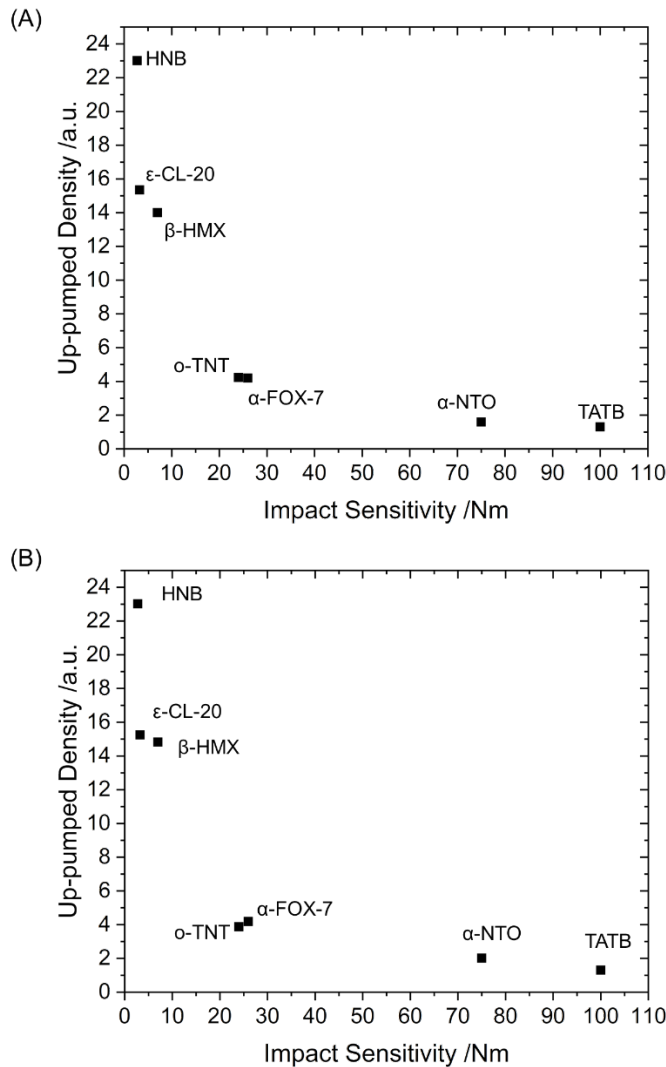 (A)
24
22
20
18
16
14
12
10
8
6
4
2
0
Up-pumped Density /a.u.
HNB
ε-CL-20
β-HMX
o-TNT
α-FOX-7
α-NTO
TATB
0 10 20 30 40 50 60 70 80 90 100 110
Impact Sensitivity /Nm
(B)
24
22
20
18
16
14
12
10
8
6
4
2
0
Up-pumped Density /a.u.
HNB
ε-CL-20
β-HMX
α-FOX-7
o-TNT
α-NTO
TATB
0 10 20 30 40 50 60 70 80 90 100 110
Impact Sensitivity /Nm